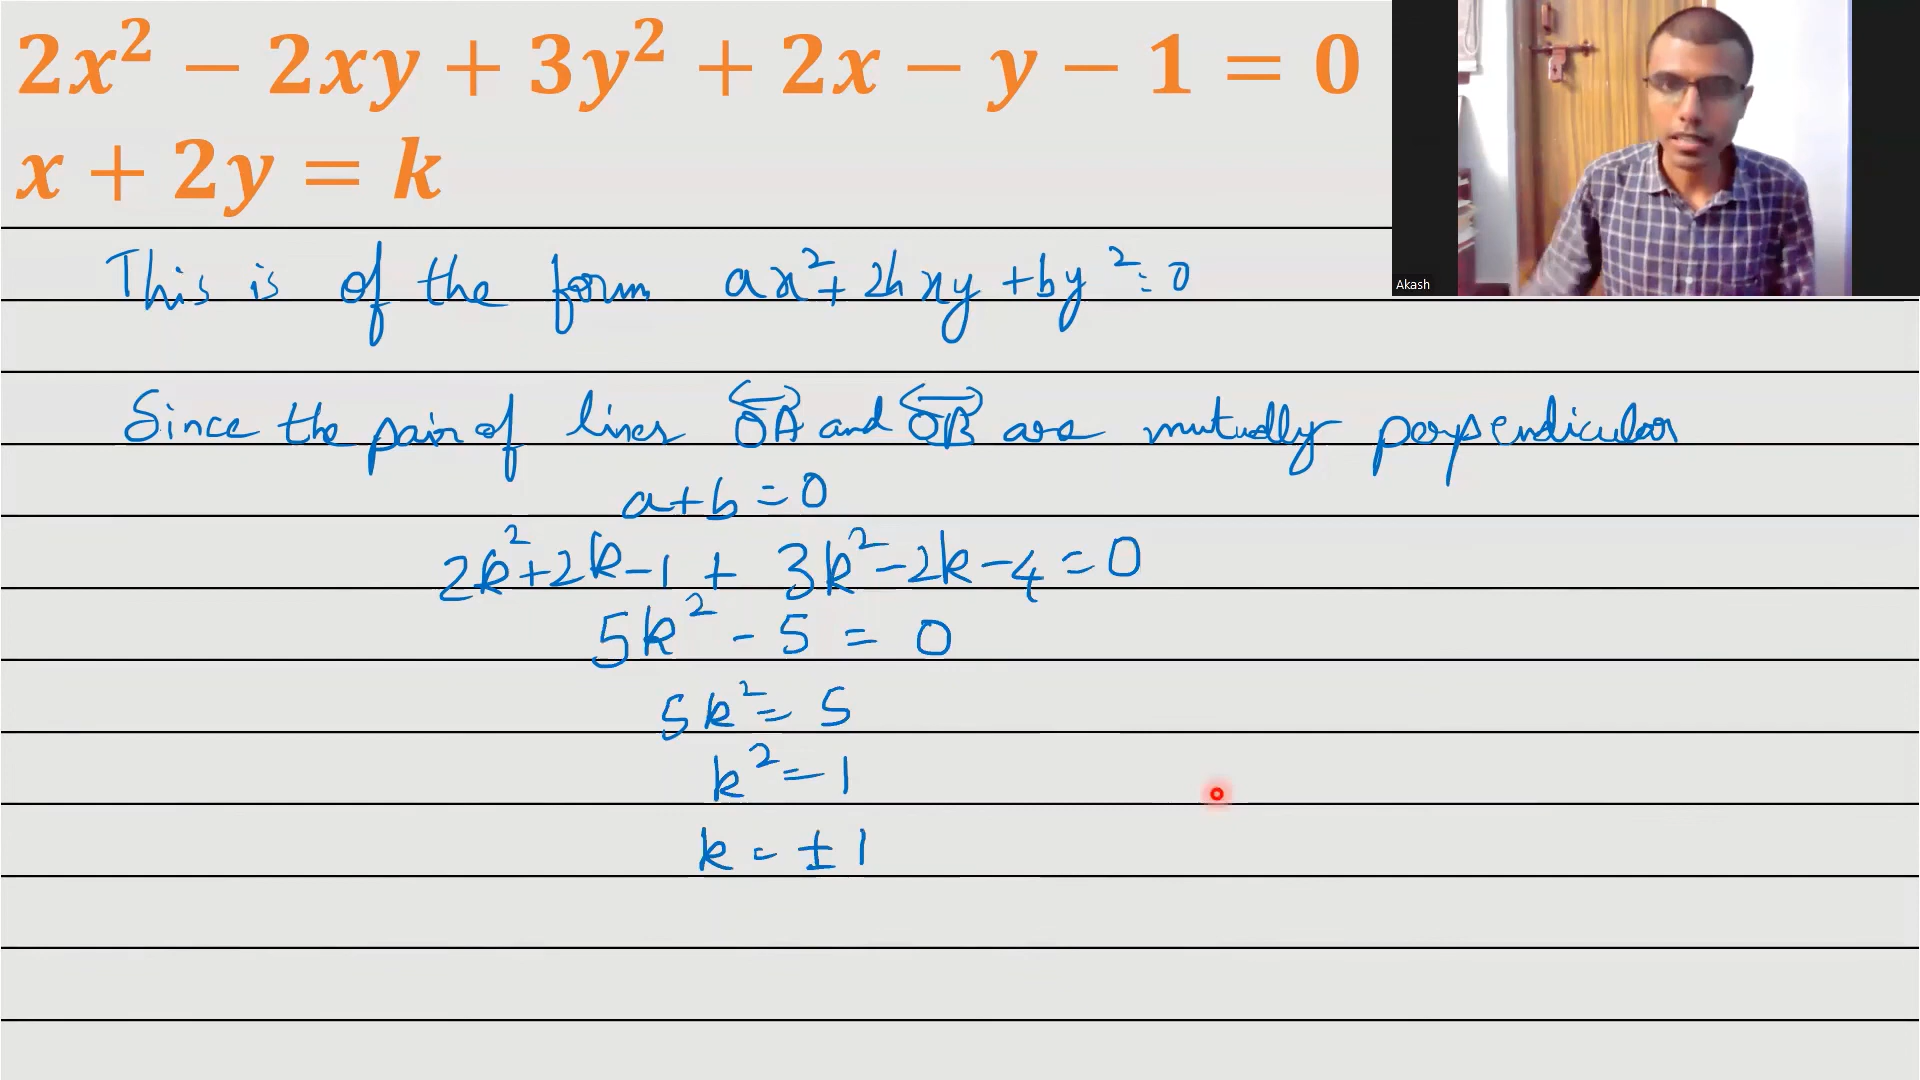 2x² − 2xy + 3y² + 2x − y − 1 = 0
x + 2y = k
Akash
This is of the form ax² + 2hxy + by² = 0
Since the pair of lines OA and OB are mutually perpendicular
a + b = 0
2k² + 2k − 1 + 3k² − 2k − 4 = 0
5k² − 5 = 0
5k² = 5
k² = 1
k = ± 1